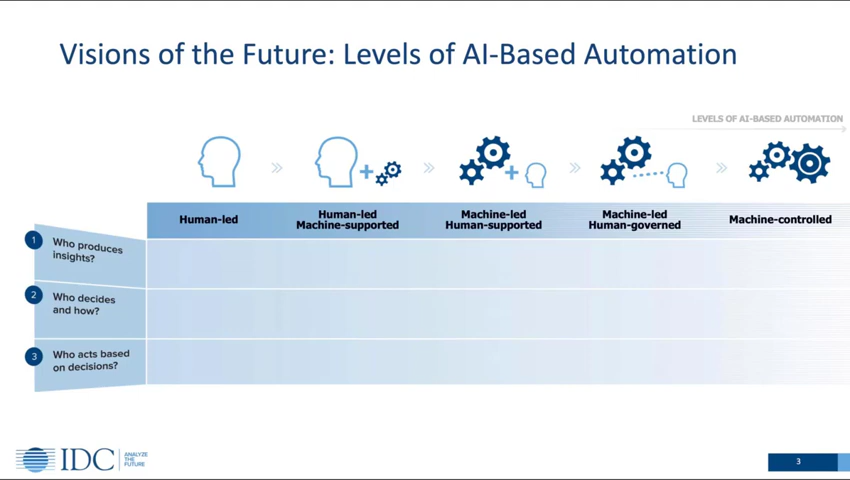 Visions of the Future: Levels of AI-Based Automation
LEVELS OF AI-BASED AUTOMATION
Human-led
Human-led
Machine-supported
Machine-led
Human-supported
Machine-led
Human-governed
Machine-controlled
1
Who produces
insights?
2
Who decides
and how?
3
Who acts based
on decisions?
IDC
ANALYZE
THE
FUTURE
3